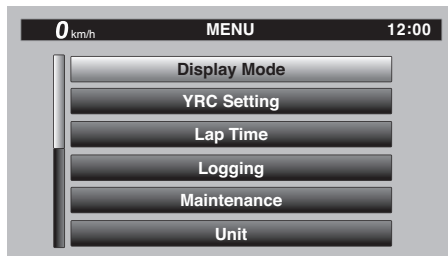 0 km/h MENU 12:00
Display Mode
YRC Setting
Lap Time
Logging
Maintenance
Unit